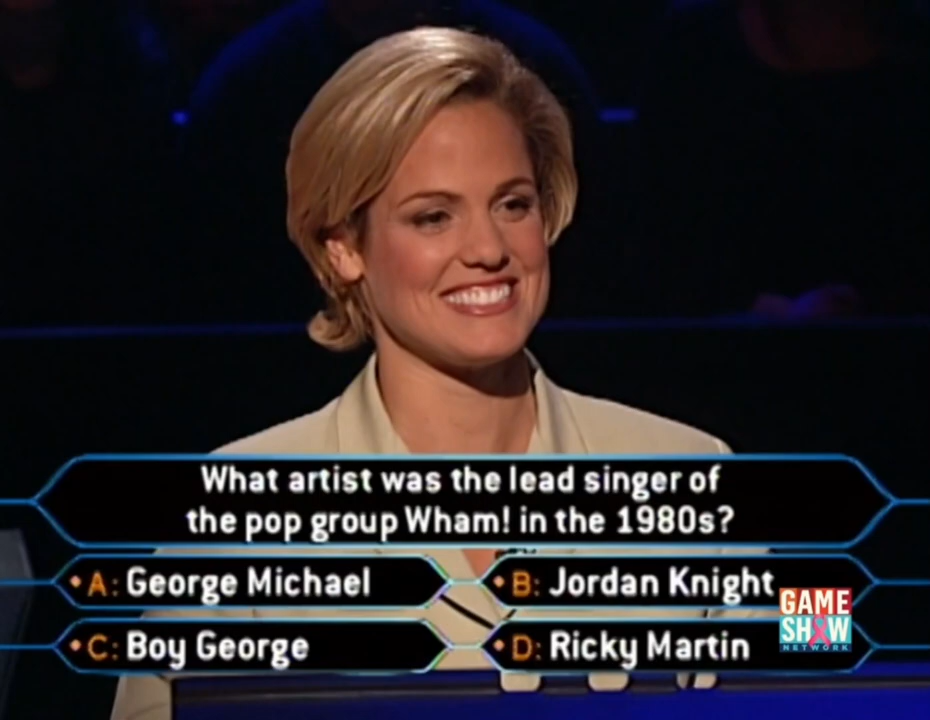 What artist was the lead singer of
the pop group Wham! in the 1980s?
A: George Michael
B: Jordan Knight
C: Boy George
D: Ricky Martin
GAME
SHOW
NETWORK